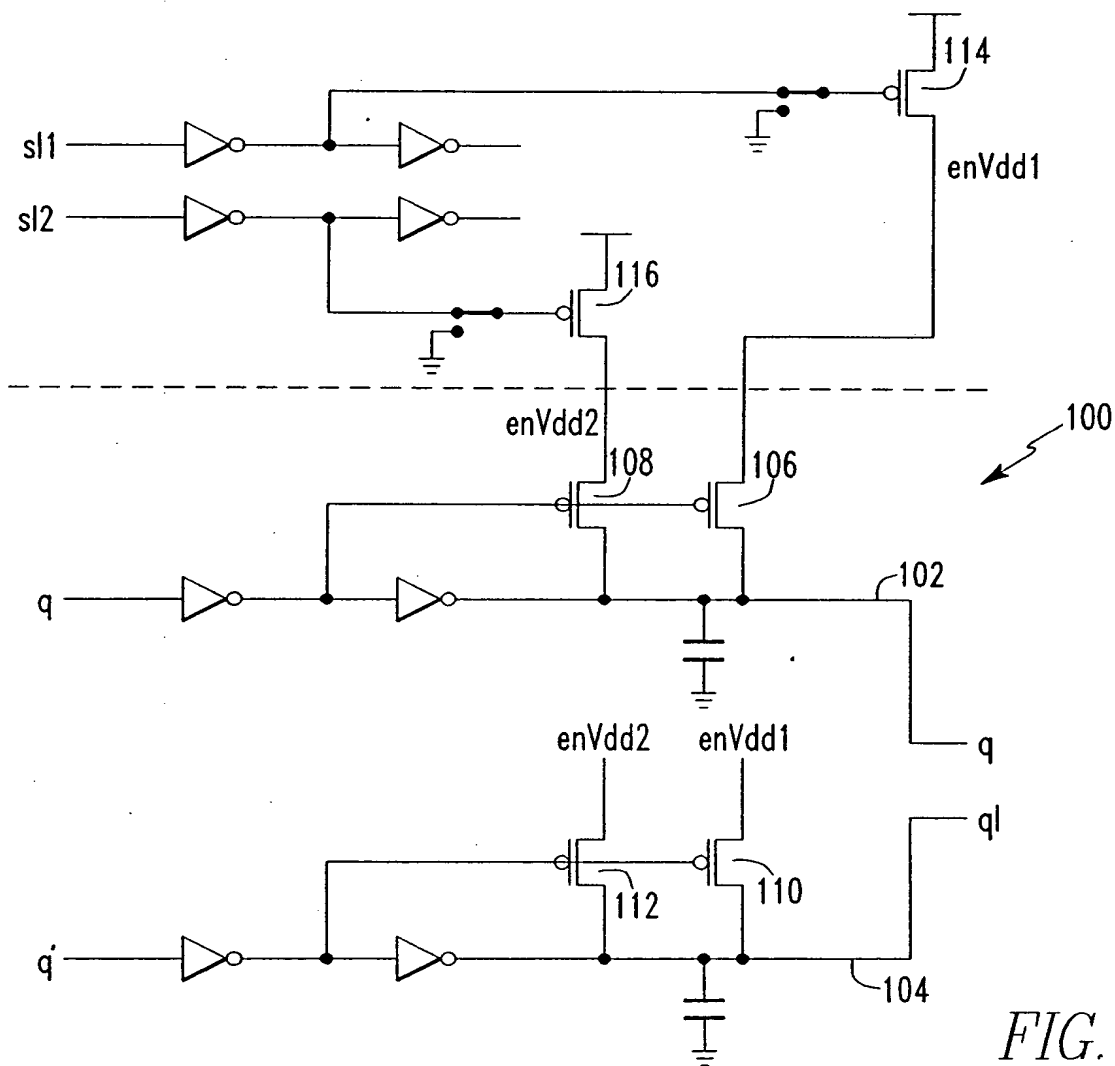 114
sl1
enVdd1
sl2
116
enVdd2
100
108
106
q
102
enVdd2
enVdd1
q
ql
112
110
q'
104
FIG.